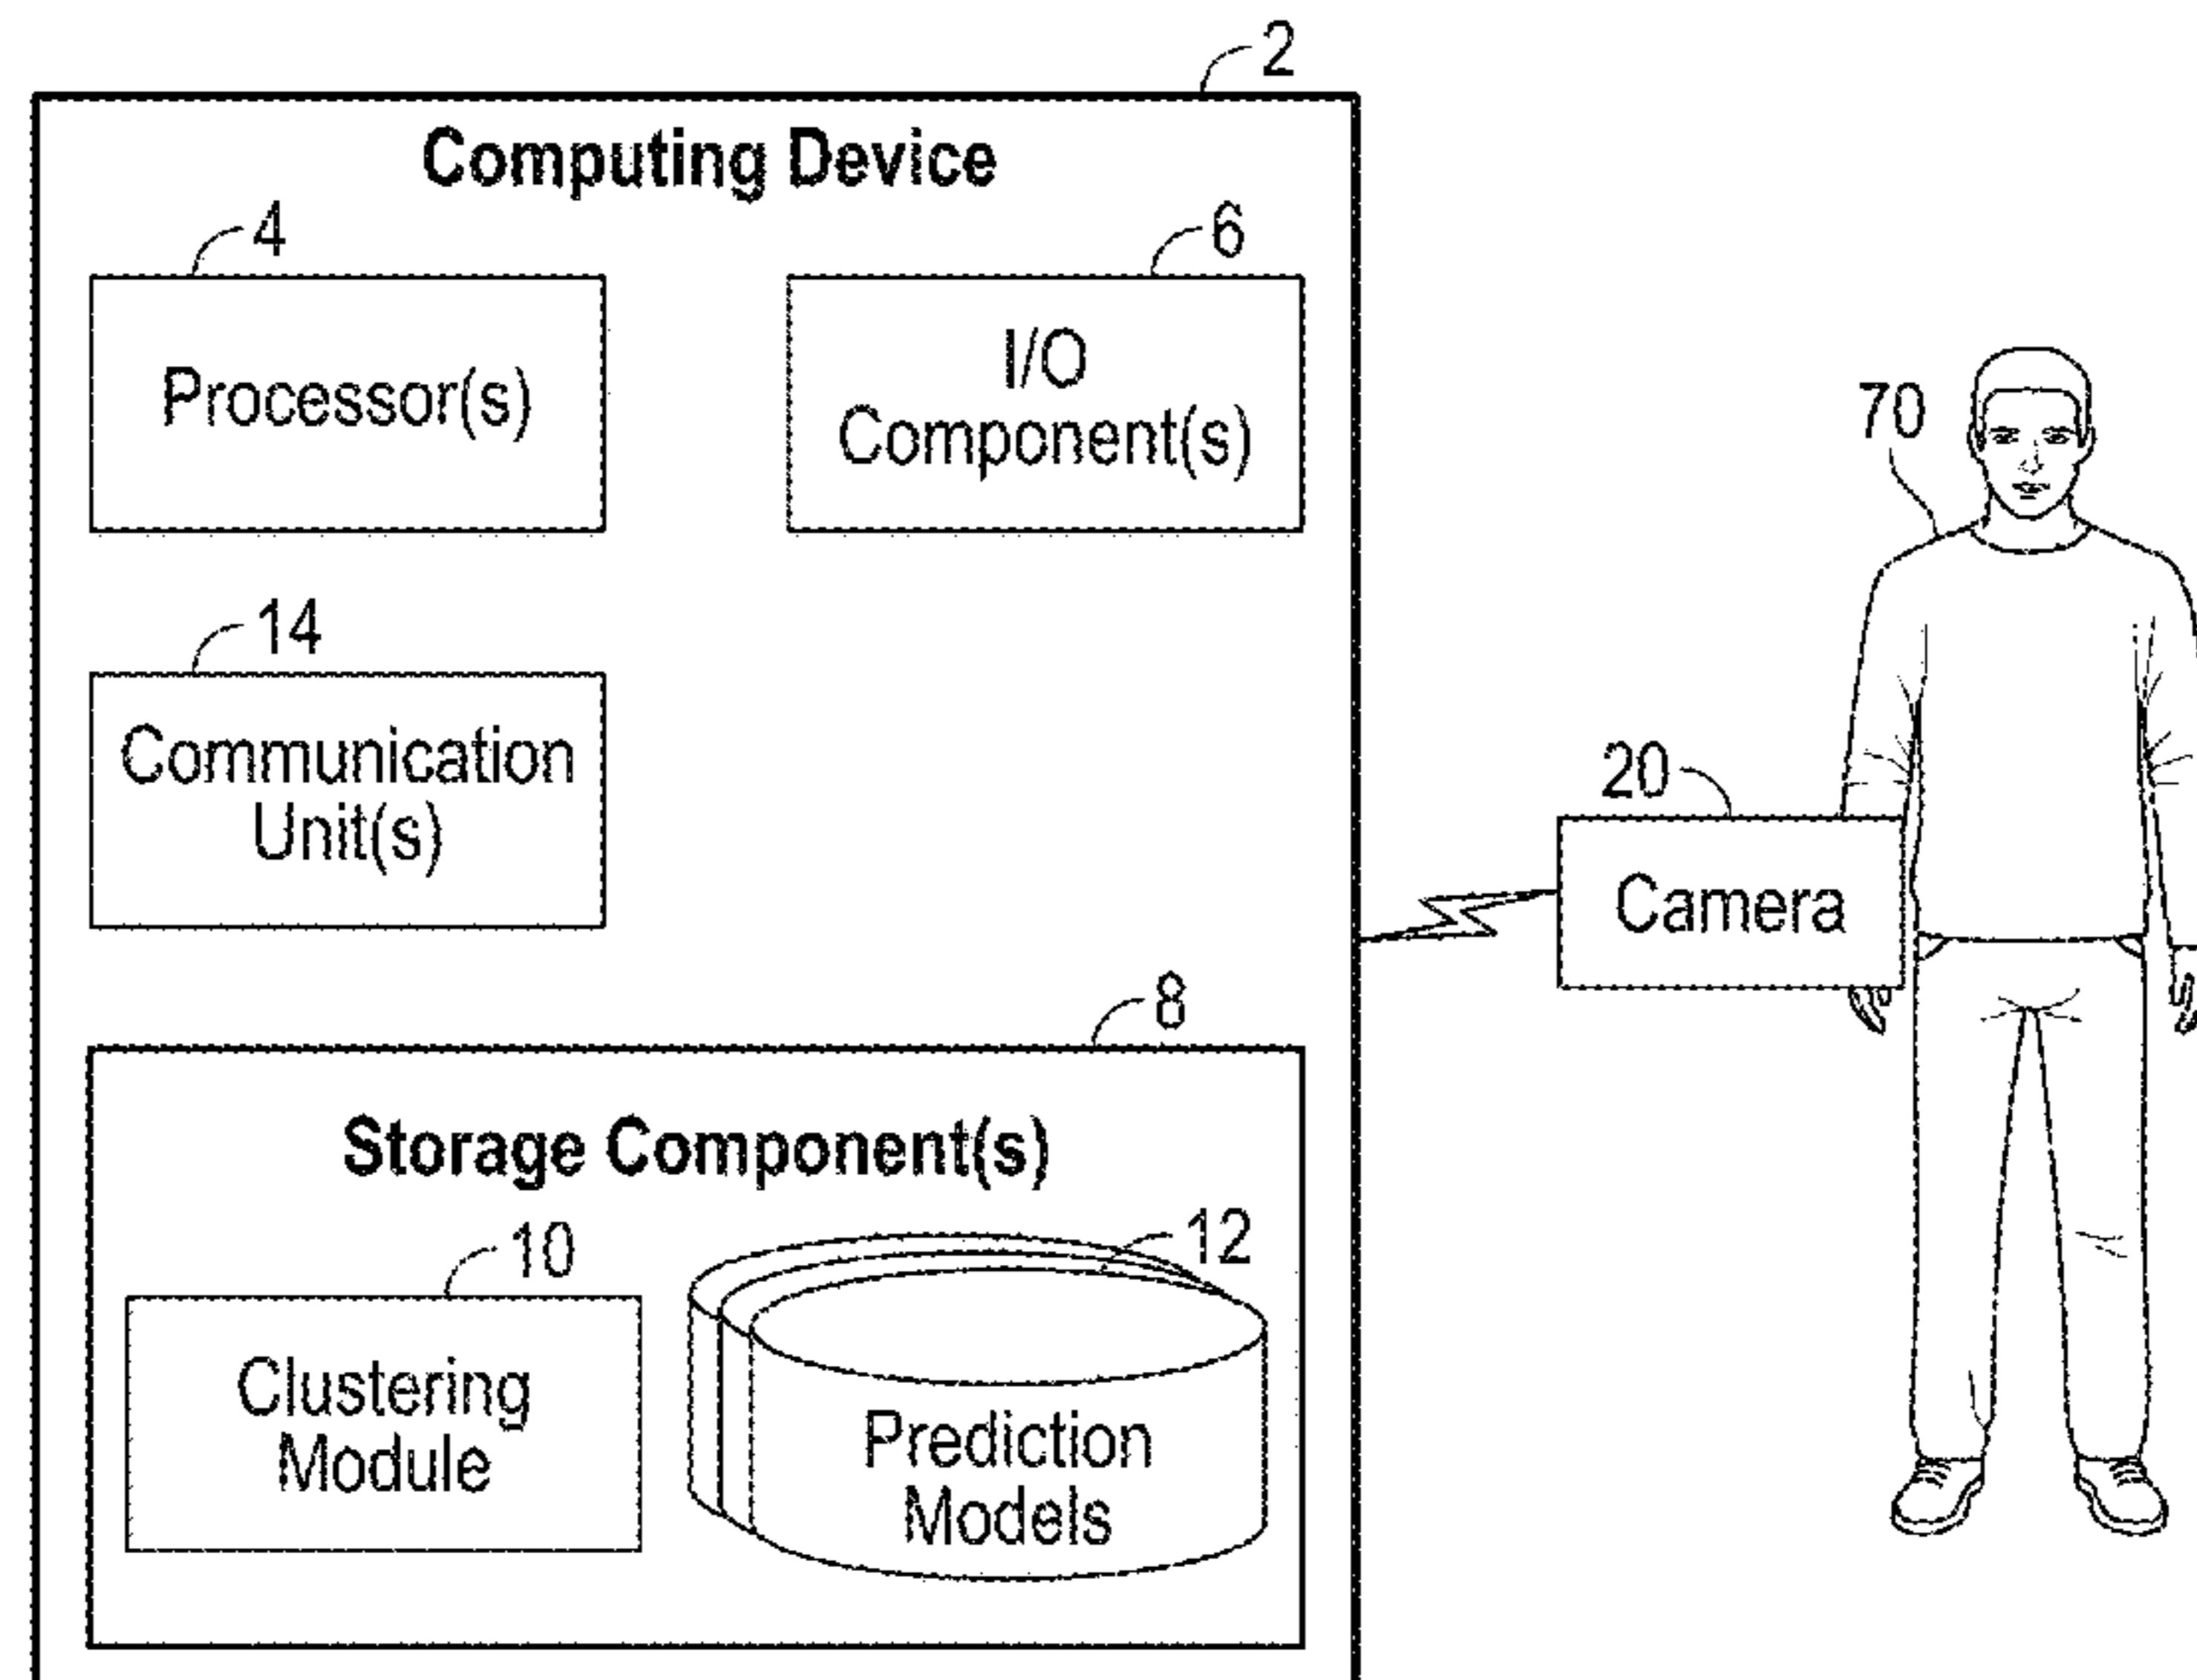 2
Computing Device
4
6
Processor(s)
I/O
Component(s)
70
14
Communication
Unit(s)
20
Camera
8
Storage Component(s)
10
12
Clustering
Module
Prediction
Models